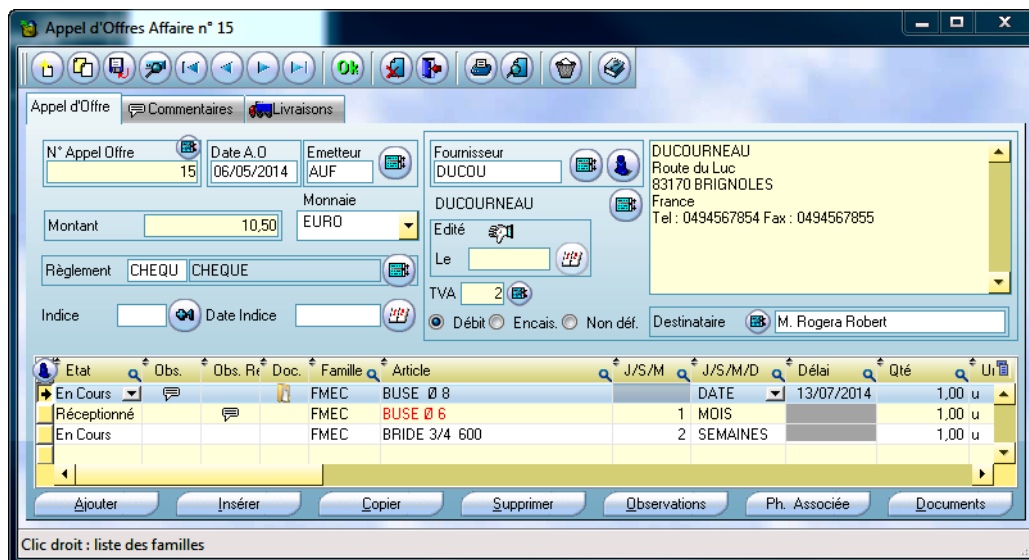 Appel d'Offres Affaire n° 15
Ok
Appel d'Offre Commentaires Livraisons
N° Appel Offre
15
Date A.O
06/05/2014
Emetteur
AUF
Montant 10,50
Monnaie
EURO
Règlement CHEQU CHEQUE
Indice Date Indice
Fournisseur
DUCOU
DUCOURNEAU
Edité
Le
TVA 2
Débit Encais. Non déf.
DUCOURNEAU
Route du Luc
83170 BRIGNOLES
France
Tel : 0494567854 Fax : 0494567855
Destinataire M. Rogera Robert
Etat Obs. Obs. Re Doc. Famille Article J/S/M J/S/M/D Délai Qté
En Cours FMEC BUSE Ø 8 DATE 13/07/2014 1,00 u
Réceptionné FMEC BUSE Ø 6 1 MOIS 1,00 u
En Cours FMEC BRIDE 3/4 600 2 SEMAINES 1,00 u
Ajouter Insérer Copier Supprimer Observations Ph. Associée Documents
Clic droit : liste des familles